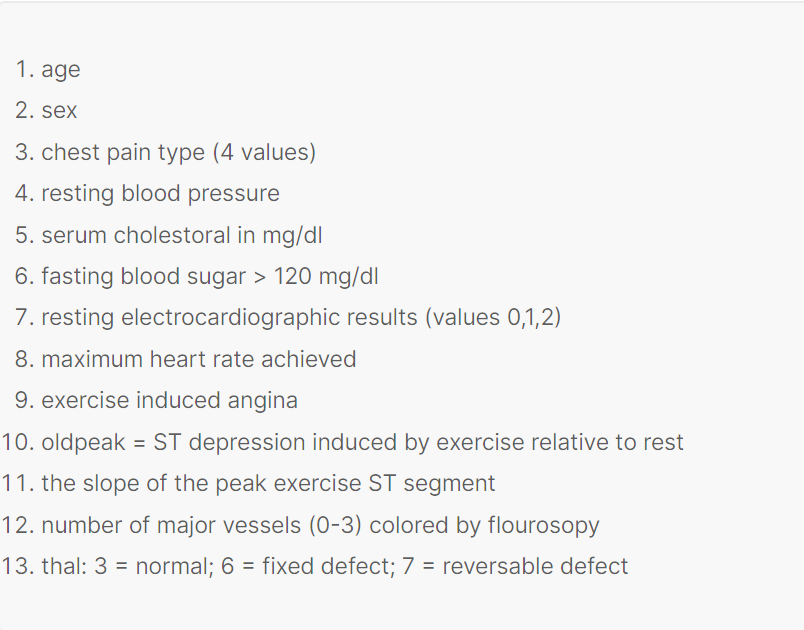 1. age
2. sex
3. chest pain type (4 values)
4. resting blood pressure
5. serum cholestoral in mg/dl
6. fasting blood sugar > 120 mg/dl
7. resting electrocardiographic results (values 0,1,2)
8. maximum heart rate achieved
9. exercise induced angina
10. oldpeak = ST depression induced by exercise relative to rest
11. the slope of the peak exercise ST segment
12. number of major vessels (0-3) colored by flourosopy
13. thal: 3 = normal; 6 = fixed defect; 7 = reversable defect